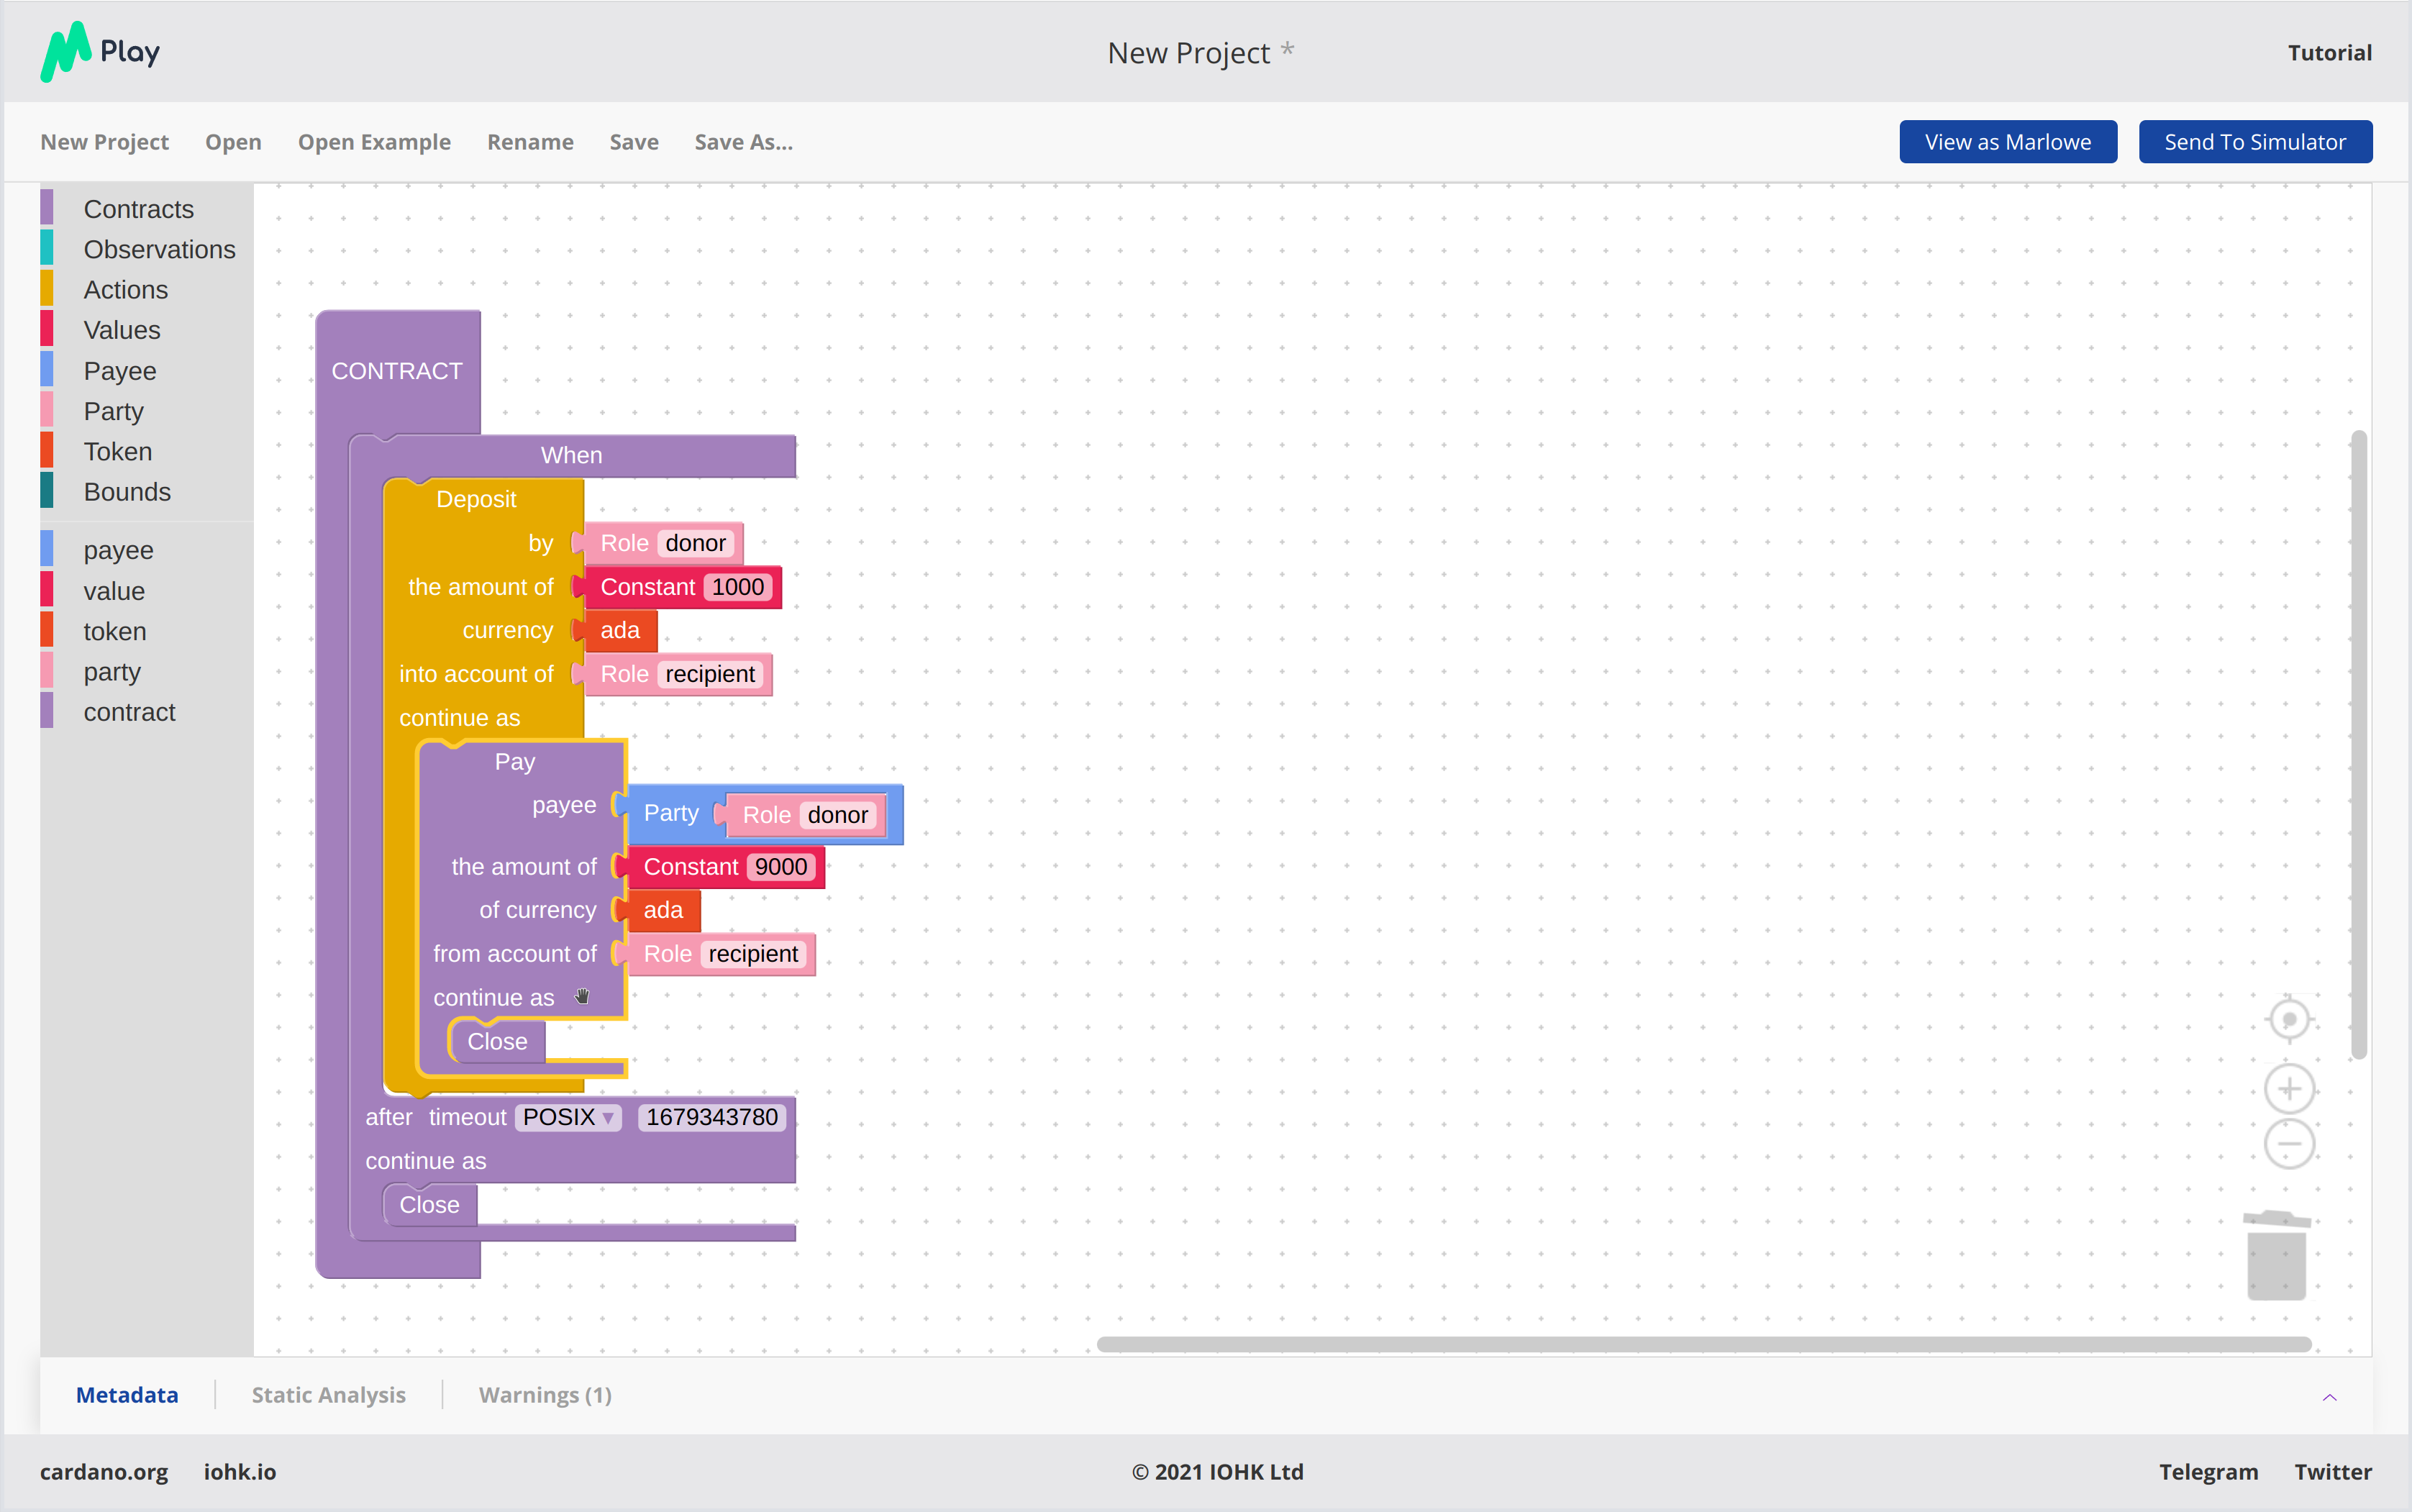 Play
New Project *
Tutorial
New Project Open Open Example Rename Save Save As... View as Marlowe Send To Simulator
Contracts
Observations
Actions
Values
Payee
Party
Token
Bounds
payee
value
token
party
contract
CONTRACT
When
Deposit
by Role donor
the amount of Constant 1000
currency ada
into account of Role recipient
continue as
Pay
payee Party Role donor
the amount of Constant 9000
of currency ada
from account of Role recipient
continue as
Close
after timeout POSIX ▾ 1679343780
continue as
Close
Metadata Static Analysis Warnings (1)
cardano.org iohk.io © 2021 IOHK Ltd Telegram Twitter